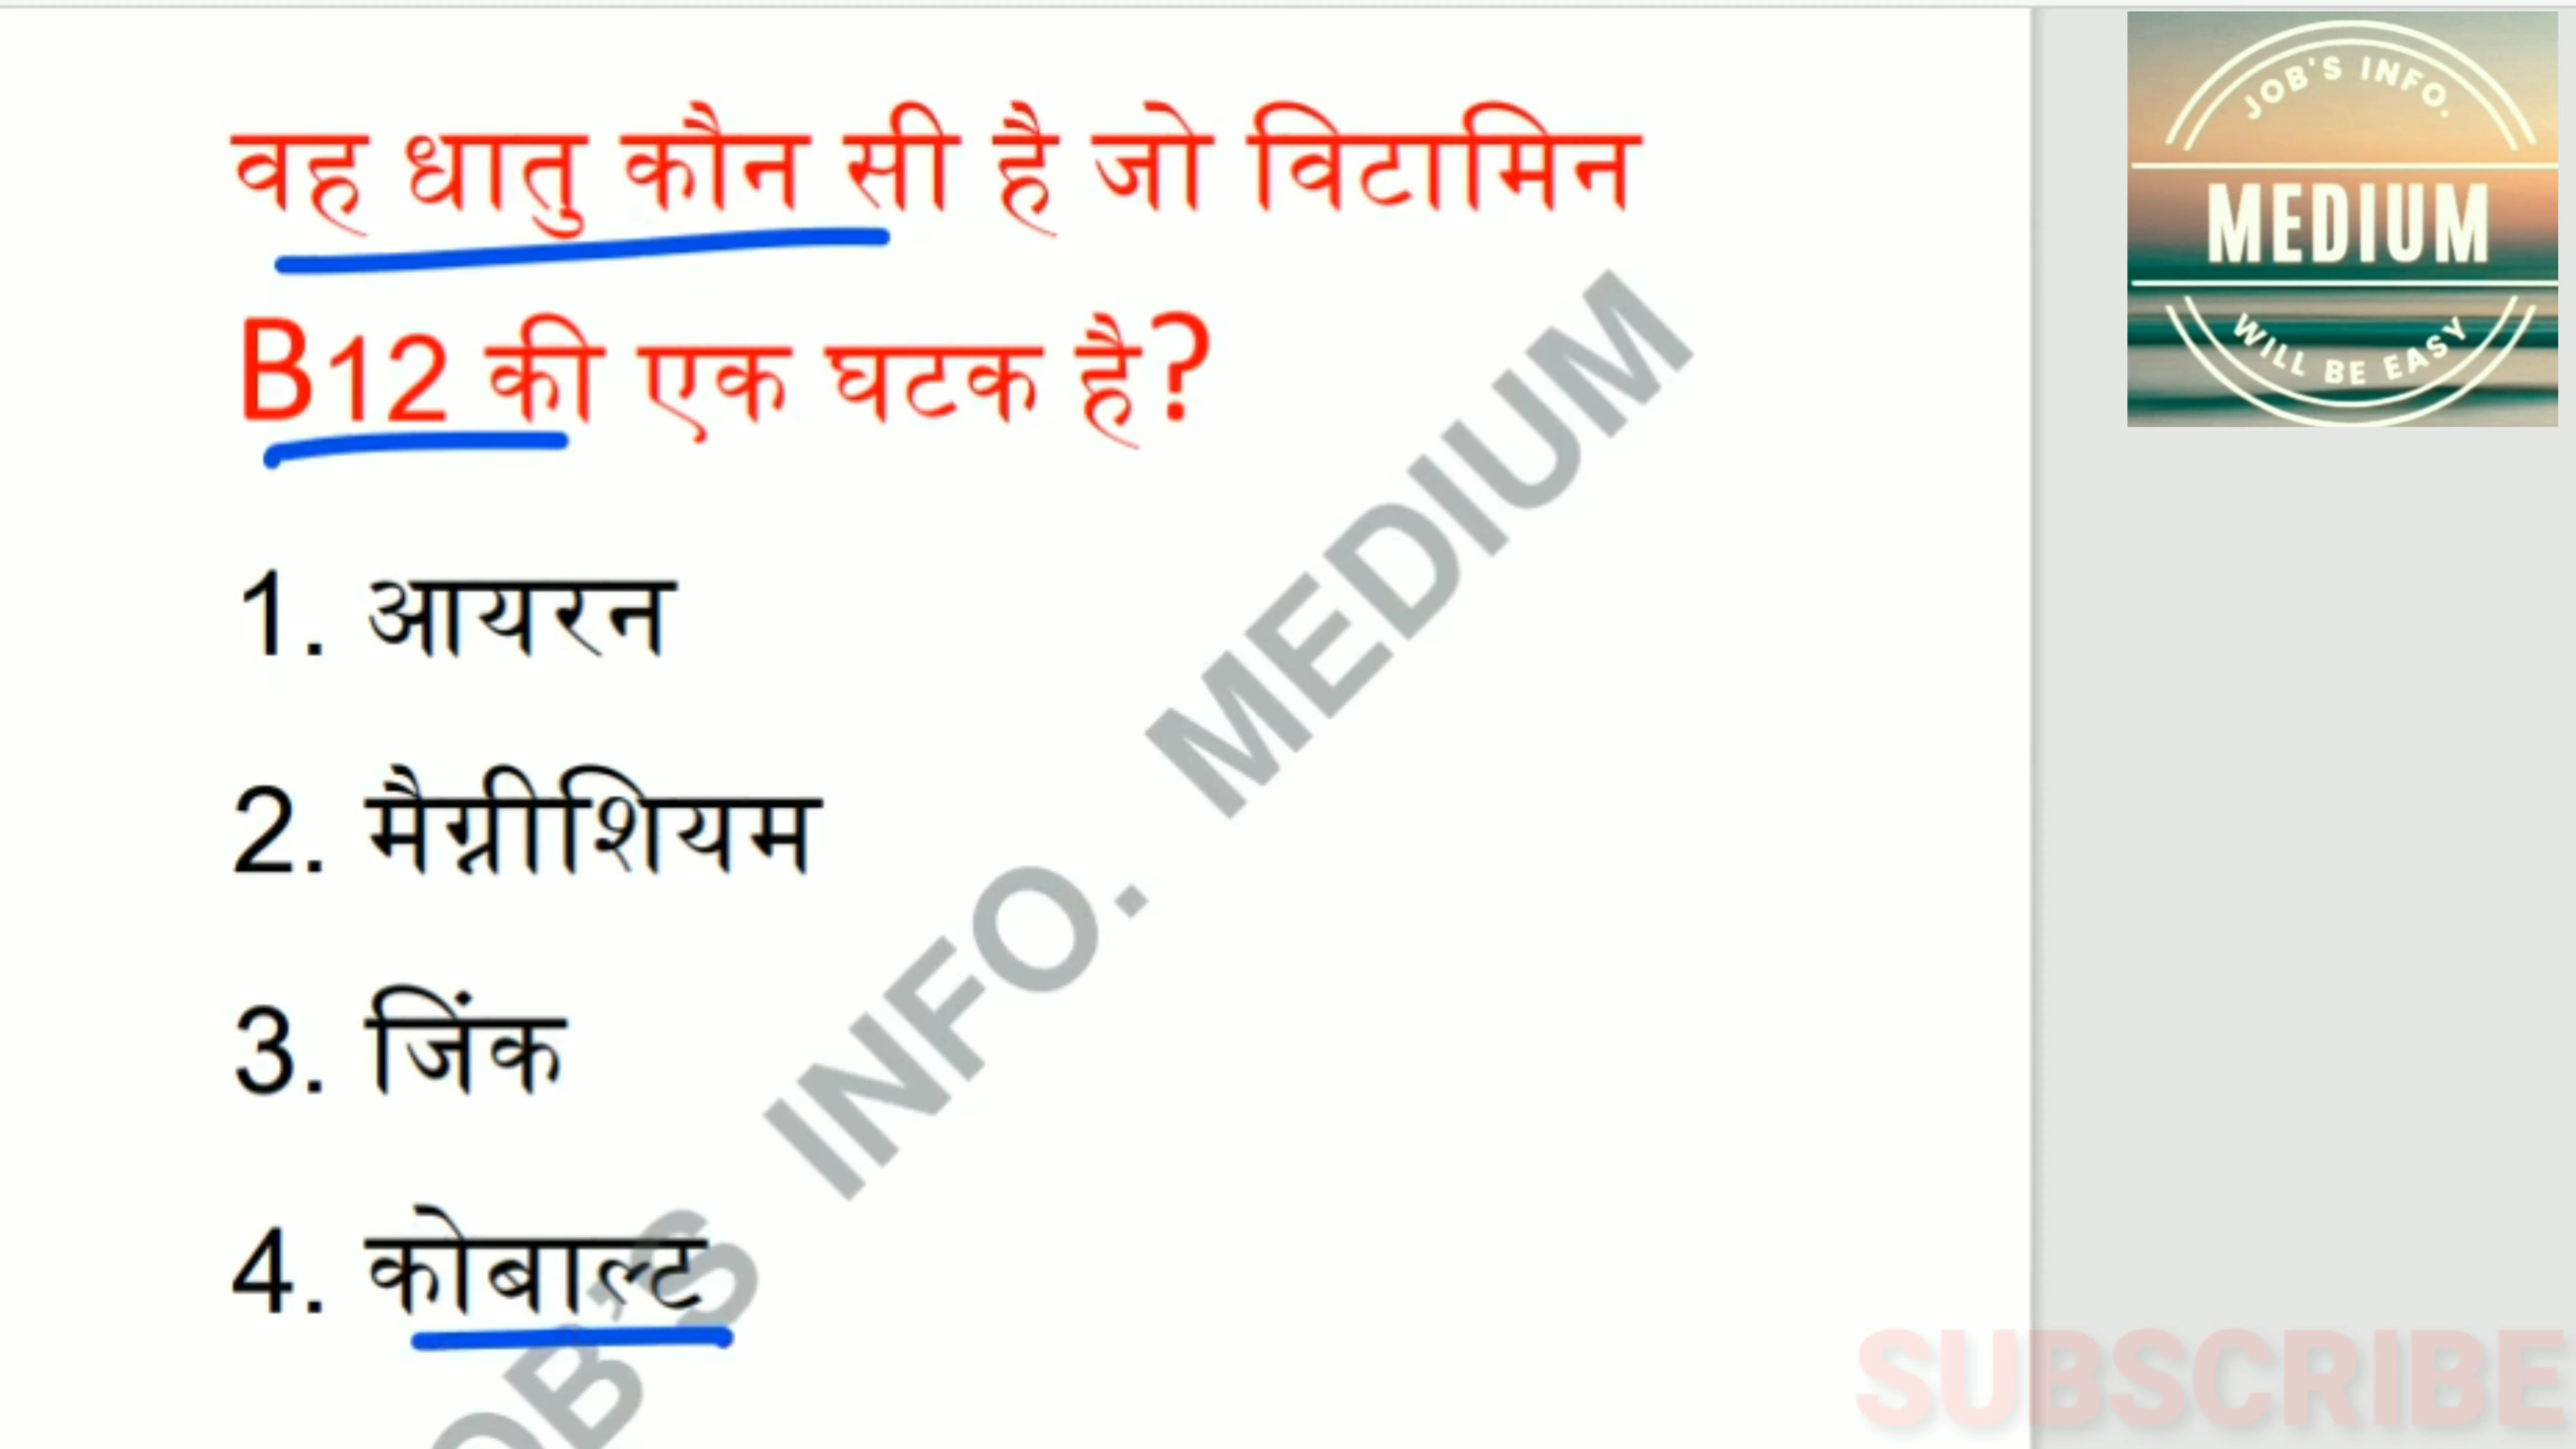 वह धातु कौन सी है जो विटामिन
B12 की एक घटक है?
1. आयरन
2. मैग्नीशियम
3. जिंक
4. कोबाल्ट
JOB'S INFO.
MEDIUM
WILL BE EASY
OB'S INFO. MEDIUM
SUBSCRIBE